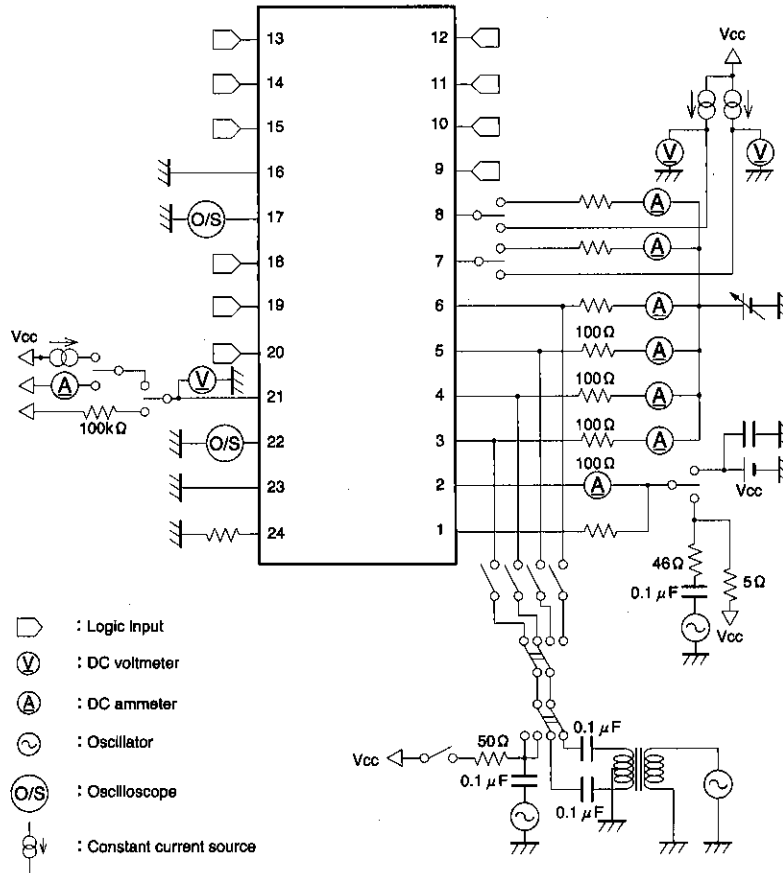 13
12
Vcc
14
11
15
10
V
V
16
9
A
8
O/S
17
A
7
18
6
A
19
100Ω
5
A
Vcc
20
100Ω
V
4
A
A
21
100Ω
100kΩ
3
A
O/S
22
100Ω
2
A
Vcc
23
1
24
46Ω
5Ω
0.1 μF
Vcc
: Logic Input
V : DC voltmeter
A : DC ammeter
: Oscillator
O/S : Oscilloscope
: Constant current source
0.1 μF
50Ω
Vcc
0.1 μF
0.1 μF